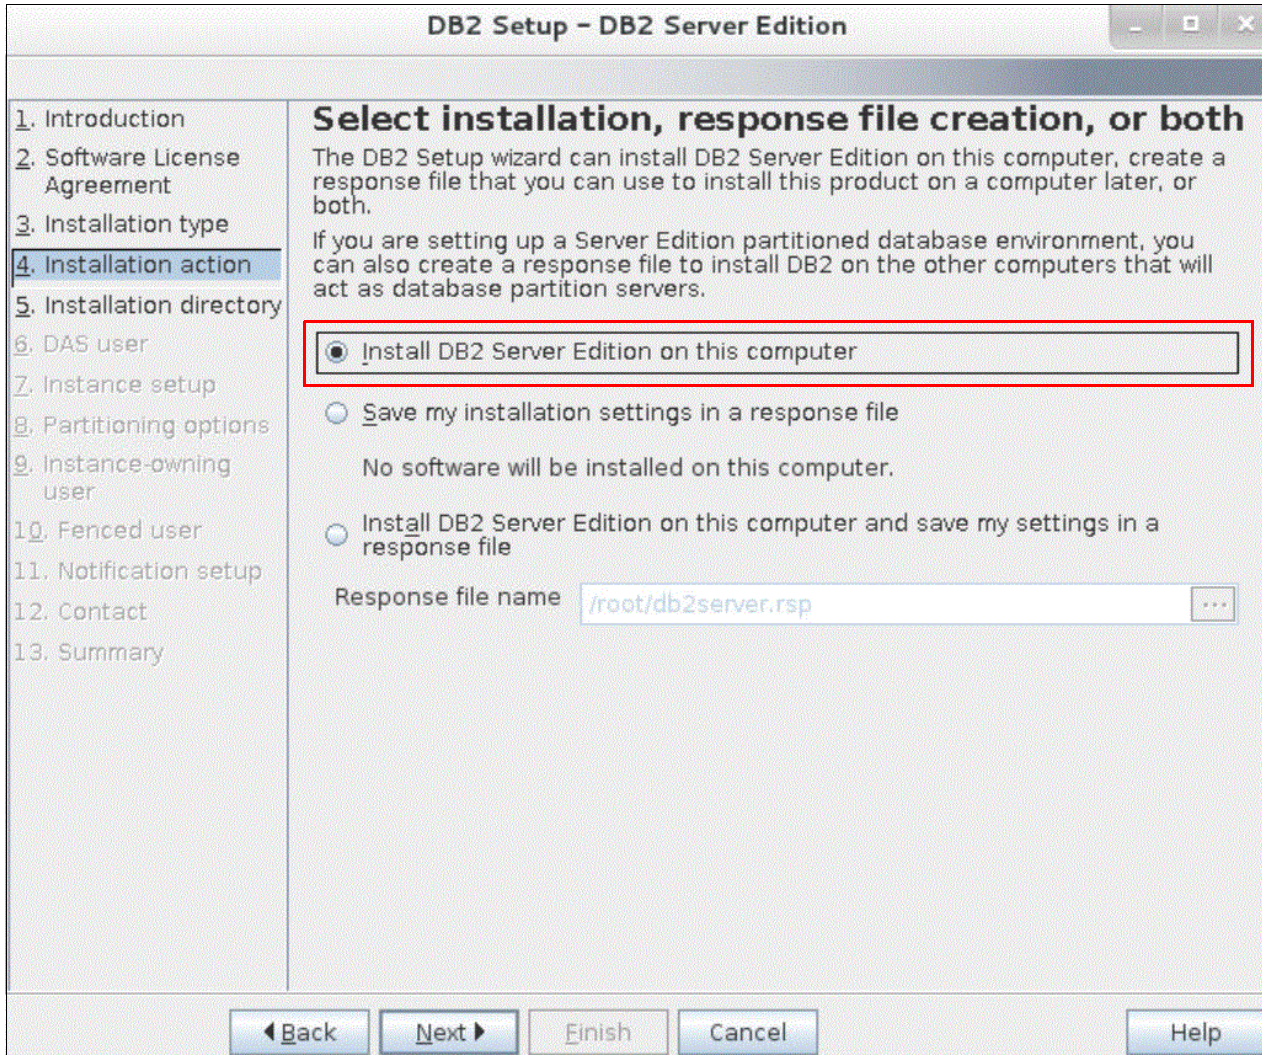 DB2 Setup - DB2 Server Edition
1. Introduction
2. Software License
Agreement
3. Installation type
4. Installation action
5. Installation directory
6. DAS user
7. Instance setup
8. Partitioning options
9. Instance-owning
user
10. Fenced user
11. Notification setup
12. Contact
13. Summary
Select installation, response file creation, or both
The DB2 Setup wizard can install DB2 Server Edition on this computer, create a
response file that you can use to install this product on a computer later, or
both.
If you are setting up a Server Edition partitioned database environment, you
can also create a response file to install DB2 on the other computers that will
act as database partition servers.
Install DB2 Server Edition on this computer
Save my installation settings in a response file
No software will be installed on this computer.
Install DB2 Server Edition on this computer and save my settings in a
response file
Response file name /root/db2server.rsp ...
Back Next Finish Cancel Help